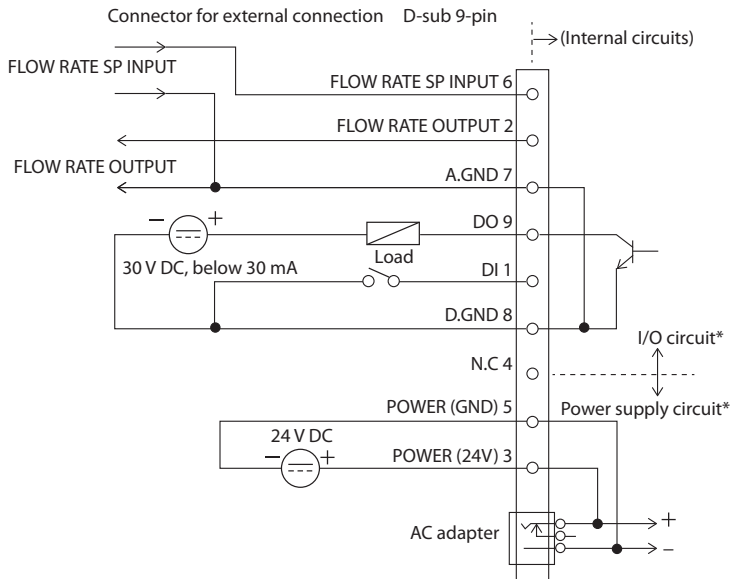 Connector for external connection D-sub 9-pin
(Internal circuits)
FLOW RATE SP INPUT
FLOW RATE SP INPUT 6
FLOW RATE OUTPUT 2
FLOW RATE OUTPUT
A.GND 7
DO 9
− +
Load
30 V DC, below 30 mA
DI 1
D.GND 8
I/O circuit*
N.C 4
Power supply circuit*
POWER (GND) 5
24 V DC
− +
POWER (24V) 3
AC adapter
+
−